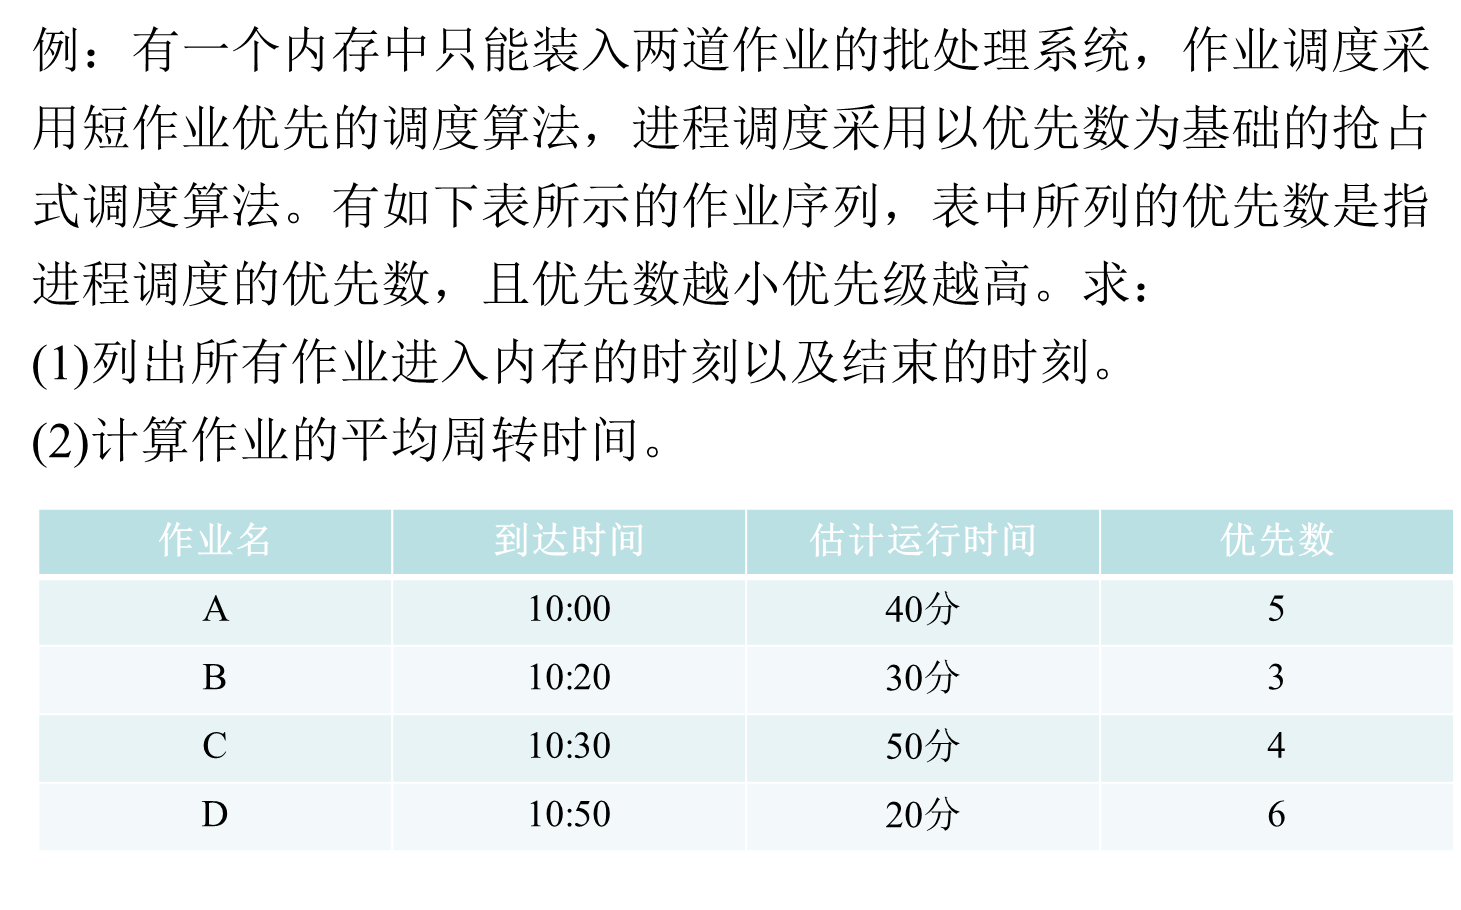 例：有一个内存中只能装入两道作业的批处理系统，作业调度采
用短作业优先的调度算法，进程调度采用以优先数为基础的抢占
式调度算法。有如下表所示的作业序列，表中所列的优先数是指
进程调度的优先数，且优先数越小优先级越高。求：
(1)列出所有作业进入内存的时刻以及结束的时刻。
(2)计算作业的平均周转时间。
作业名 到达时间 估计运行时间 优先数
A 10:00 40分 5
B 10:20 30分 3
C 10:30 50分 4
D 10:50 20分 6